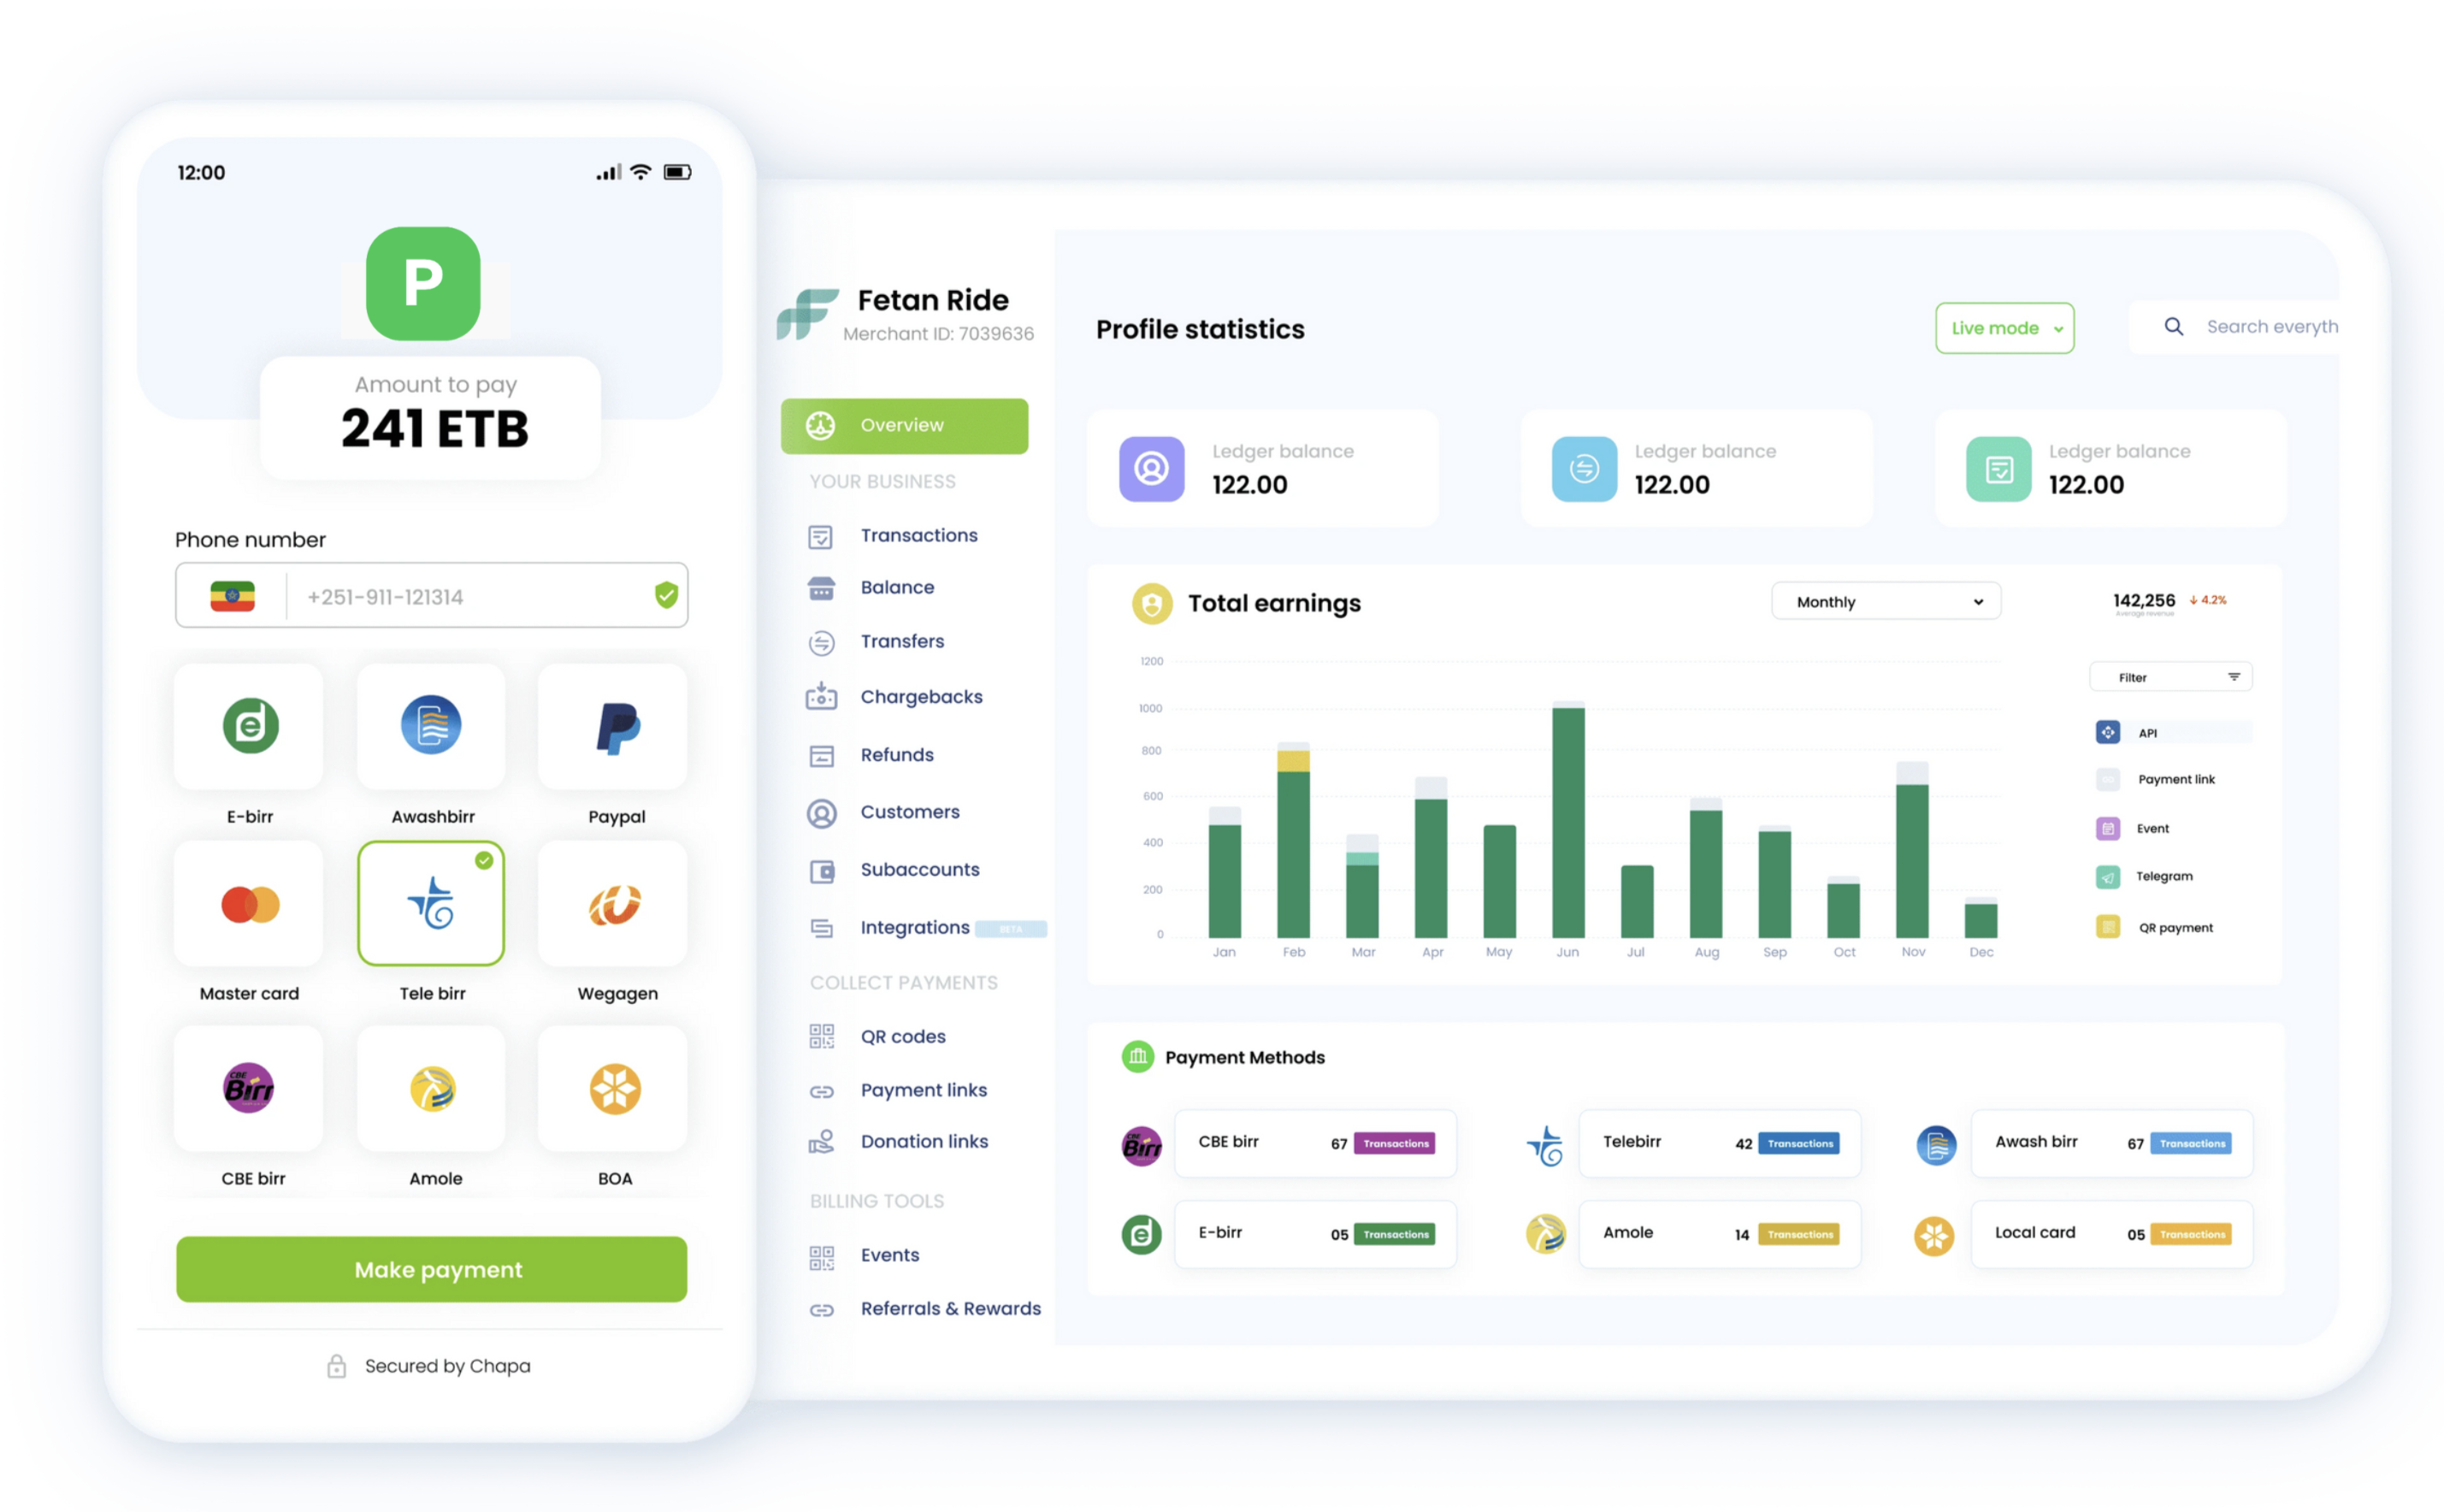 12:00
P
Amount to pay
241 ETB
Phone number
+251-911-121314
E-birr
Awashbirr
Paypal
Master card
Tele birr
Wegagen
CBE
Birr
CBE birr
Amole
BOA
Make payment
Secured by Chapa
Fetan Ride
Merchant ID: 7039636
Overview
YOUR BUSINESS
Transactions
Balance
Transfers
Chargebacks
Refunds
Customers
Subaccounts
Integrations BETA
COLLECT PAYMENTS
QR codes
Payment links
Donation links
BILLING TOOLS
Events
Referrals & Rewards
Profile statistics
Live mode
Search everyth
Ledger balance
122.00
Ledger balance
122.00
Ledger balance
122.00
Total earnings
Monthly
142,256 ↓ 4.2%
Average revenue
1200
1000
800
600
400
200
0
Jan Feb Mar Apr May Jun Jul Aug Sep Oct Nov Dec
Filter
API
Payment link
Event
Telegram
QR payment
Payment Methods
CBE
Birr
CBE birr 67 Transactions
Telebirr 42 Transactions
Awash birr 67 Transactions
E-birr 05 Transactions
Amole 14 Transactions
Local card 05 Transactions